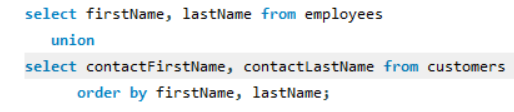 select firstName, lastName from employees
union
select contactFirstName, contactLastName from customers
order by firstName, lastName;